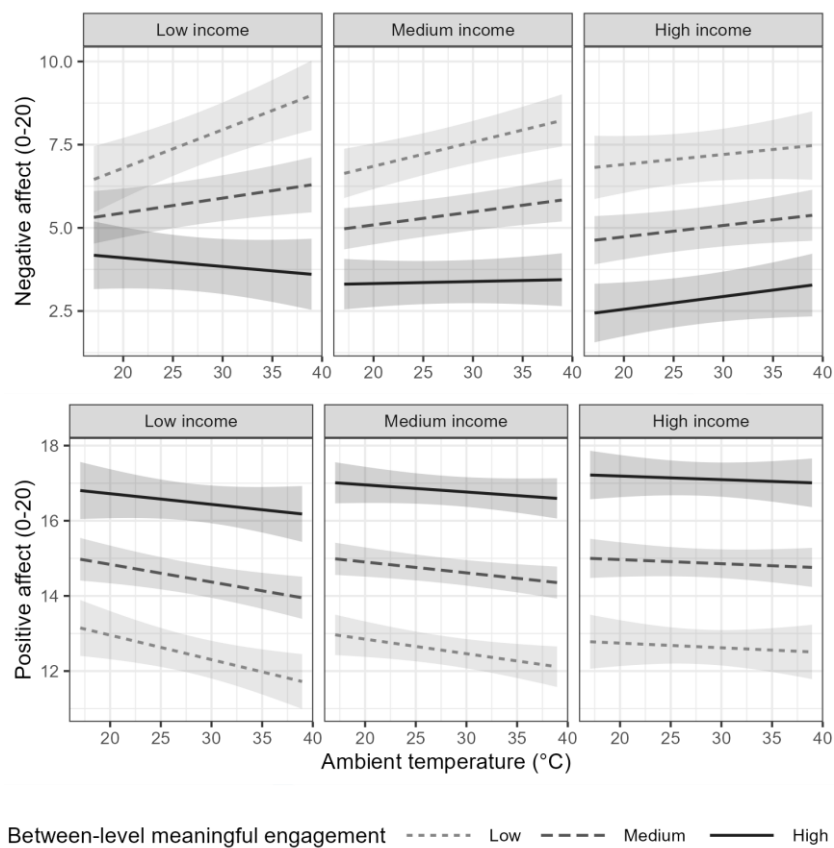 Low income Medium income High income
Negative affect (0-20)
10.0
7.5
5.0
2.5
20 25 30 35 40 20 25 30 35 40 20 25 30 35 40
Low income Medium income High income
Positive affect (0-20)
18
16
14
12
20 25 30 35 40 20 25 30 35 40 20 25 30 35 40
Ambient temperature (°C)
Between-level meaningful engagement Low Medium High